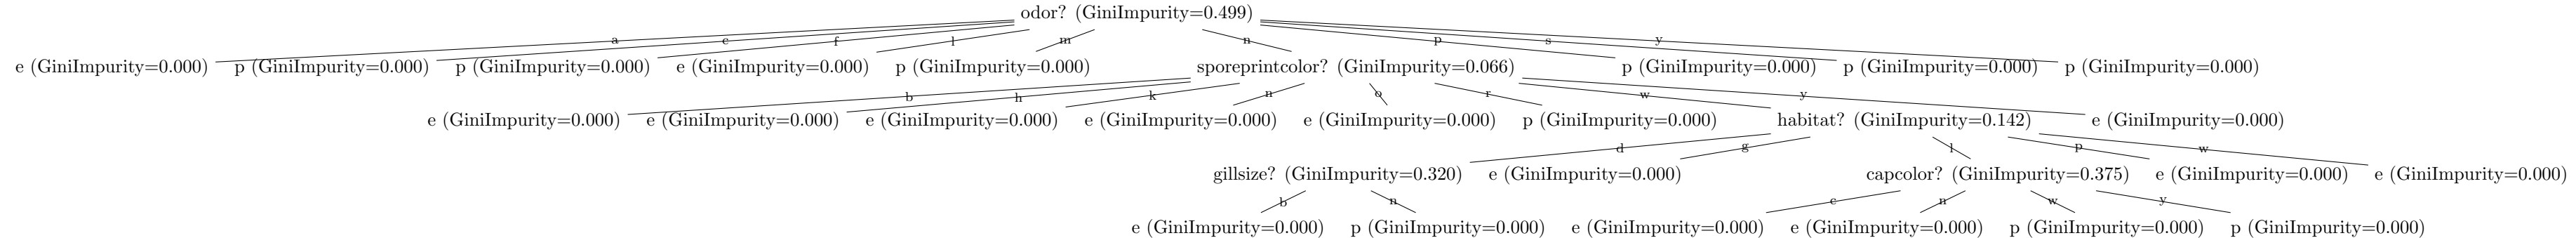 odor? (GiniImpurity=0.499)
a c f l m n p s y
e (GiniImpurity=0.000) p (GiniImpurity=0.000) p (GiniImpurity=0.000) e (GiniImpurity=0.000) p (GiniImpurity=0.000) sporeprintcolor? (GiniImpurity=0.066) p (GiniImpurity=0.000) p (GiniImpurity=0.000) p (GiniImpurity=0.000)
b h k n o r w y
e (GiniImpurity=0.000) e (GiniImpurity=0.000) e (GiniImpurity=0.000) e (GiniImpurity=0.000) e (GiniImpurity=0.000) p (GiniImpurity=0.000) habitat? (GiniImpurity=0.142) e (GiniImpurity=0.000)
d g l p w
gillsize? (GiniImpurity=0.320) e (GiniImpurity=0.000) capcolor? (GiniImpurity=0.375) e (GiniImpurity=0.000) e (GiniImpurity=0.000)
b n c n w y
e (GiniImpurity=0.000) p (GiniImpurity=0.000) e (GiniImpurity=0.000) e (GiniImpurity=0.000) p (GiniImpurity=0.000) p (GiniImpurity=0.000)